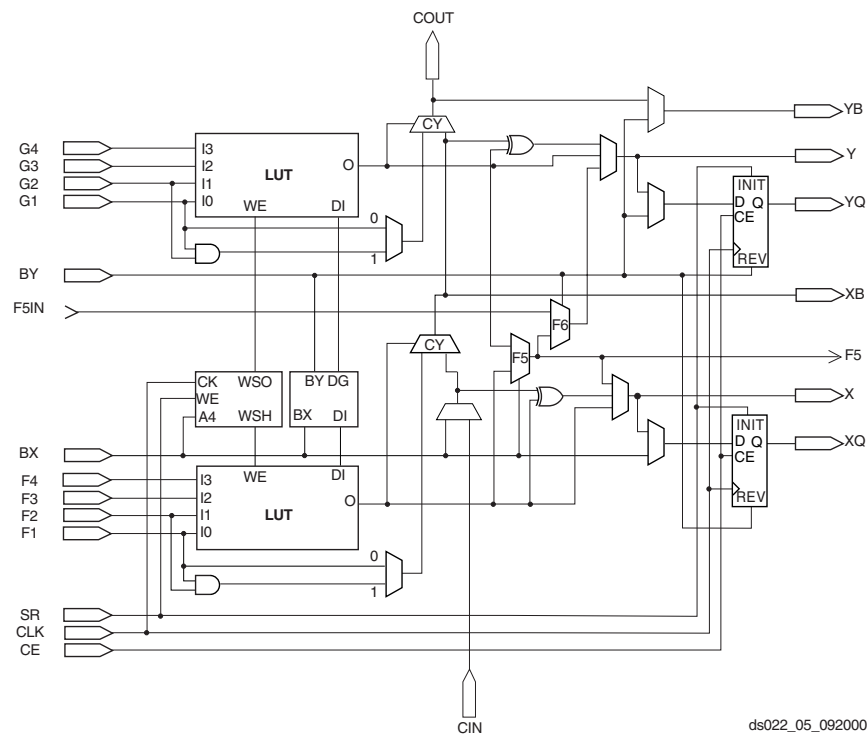 COUT
YB
CY
G4
I3
Y
G3
I2
O
LUT
G2
I1
INIT
G1
I0
D Q
YQ
WE
DI
CE
0
1
REV
BY
XB
F5IN
F6
CY
F5
F5
CK
WSO
BY DG
WE
X
A4
WSH
BX
DI
INIT
BX
D Q
XQ
F4
I3
WE
DI
CE
F3
I2
O
F2
I1
LUT
REV
F1
I0
0
1
SR
CLK
CE
CIN
ds022_05_092000